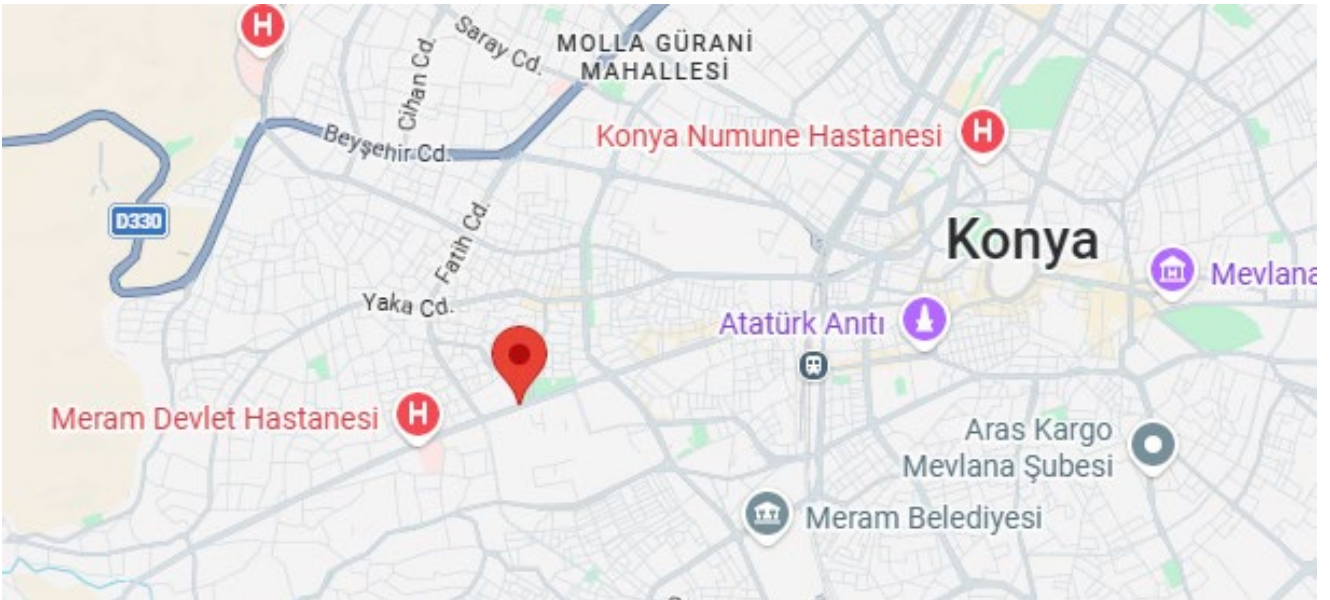 Saray Cd.
MOLLA GÜRANİ
MAHALLESİ
Cihan Cd.
Beyşehir Cd.
Konya Numune Hastanesi
H
H
D330
Fatih Cd.
Konya
Mevlana
Yaka Cd.
Atatürk Anıtı
Meram Devlet Hastanesi
H
Aras Kargo
Mevlana Şubesi
Meram Belediyesi